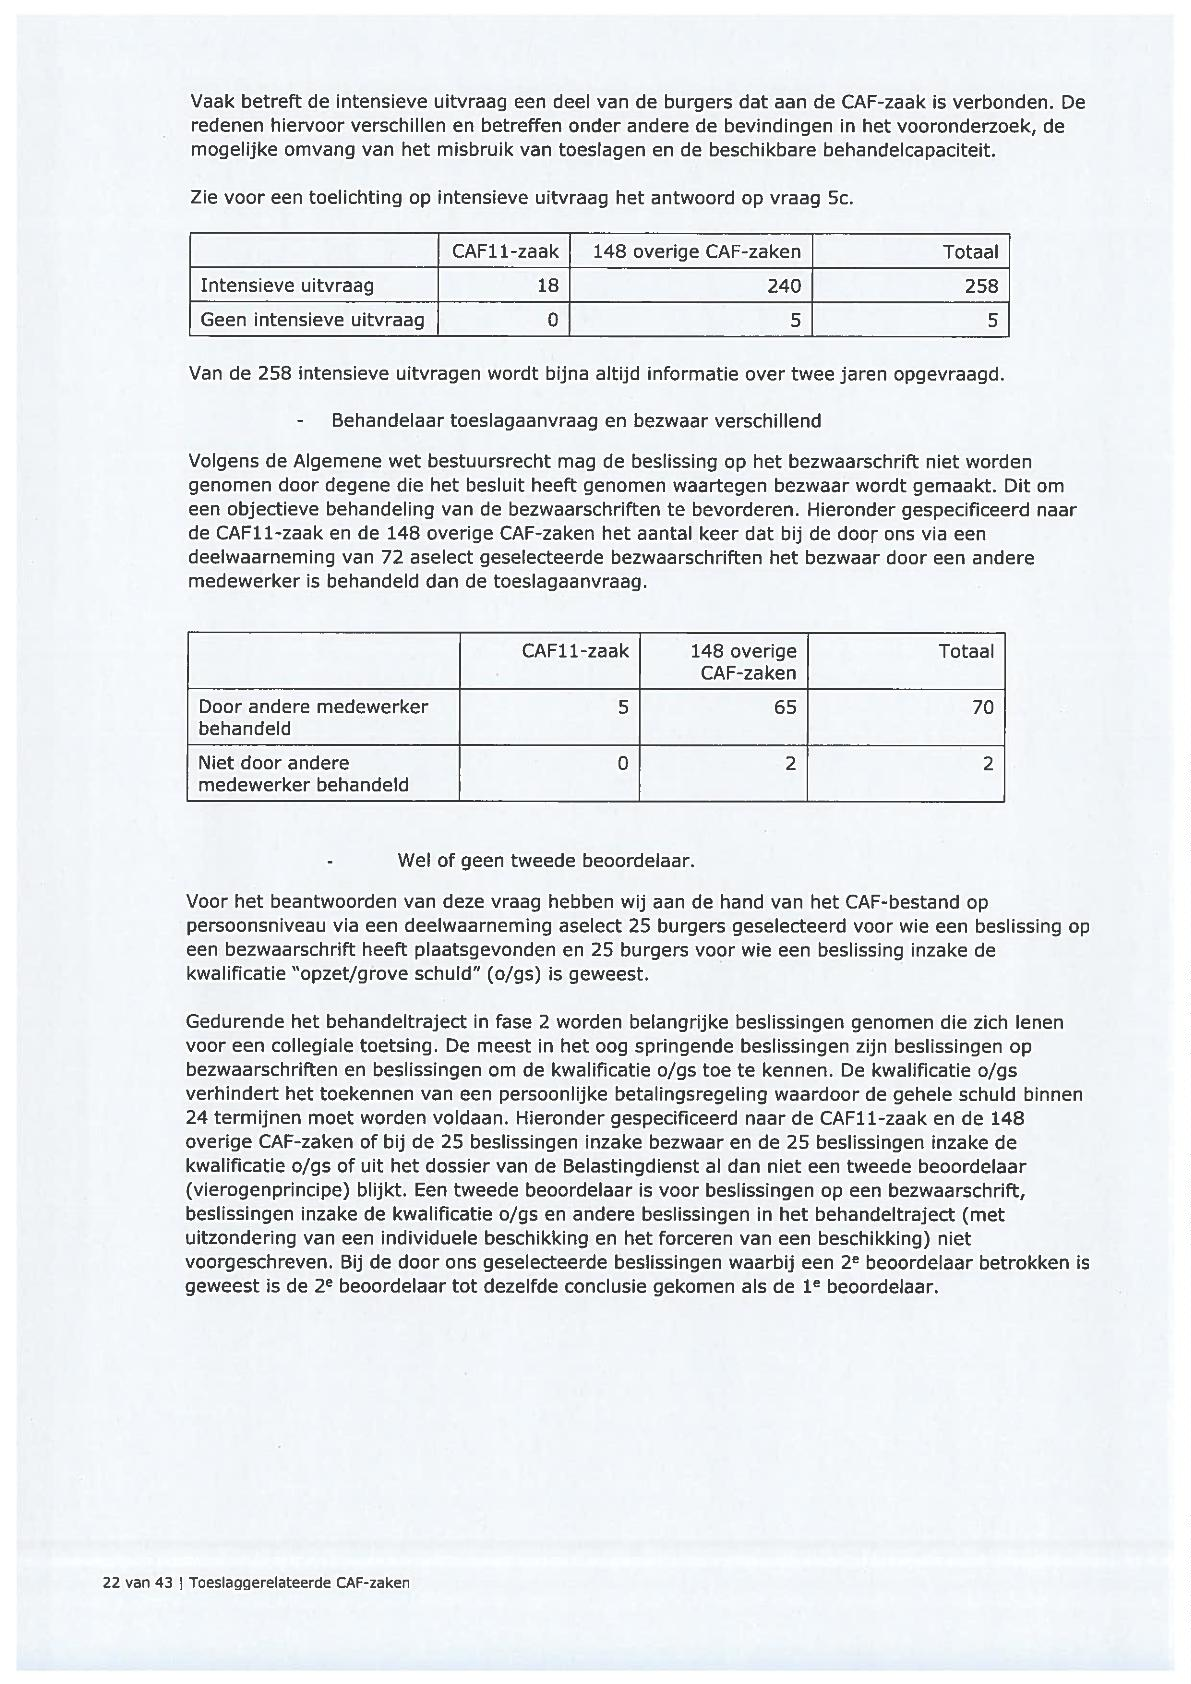 Vaak betreft de intensieve uitvraag een deel van de burgers dat aan de CAF-zaak is verbonden. De
redenen hiervoor verschillen en betreffen onder andere de bevindingen in het vooronderzoek, de
mogelijke omvang van het misbruik van toeslagen en de beschikbare behandelcapaciteit.
Zie voor een toelichting op intensieve uitvraag het antwoord op vraag 5c.
CAF11-zaak 148 overige CAF-zaken Totaal
Intensieve uitvraag 18 240 258
Geen intensieve uitvraag 0 5 5
Van de 258 intensieve uitvragen wordt bijna altijd informatie over twee jaren opgevraagd.
- Behandelaar toeslagaanvraag en bezwaar verschillend
Volgens de Algemene wet bestuursrecht mag de beslissing op het bezwaarschrift niet worden
genomen door degene die het besluit heeft genomen waartegen bezwaar wordt gemaakt. Dit om
een objectieve behandeling van de bezwaarschriften te bevorderen. Hieronder gespecificeerd naar
de CAF11-zaak en de 148 overige CAF-zaken het aantal keer dat bij de door ons via een
deelwaarneming van 72 aselect geselecteerde bezwaarschriften het bezwaar door een andere
medewerker is behandeld dan de toeslagaanvraag.
CAF11-zaak 148 overige Totaal
CAF-zaken
Door andere medewerker 5 65 70
behandeld
Niet door andere 0 2 2
medewerker behandeld
- Wel of geen tweede beoordelaar.
Voor het beantwoorden van deze vraag hebben wij aan de hand van het CAF-bestand op
persoonsniveau via een deelwaarneming aselect 25 burgers geselecteerd voor wie een beslissing op
een bezwaarschrift heeft plaatsgevonden en 25 burgers voor wie een beslissing inzake de
kwalificatie "opzet/grove schuld" (o/gs) is geweest.
Gedurende het behandeltraject in fase 2 worden belangrijke beslissingen genomen die zich lenen
voor een collegiale toetsing. De meest in het oog springende beslissingen zijn beslissingen op
bezwaarschriften en beslissingen om de kwalificatie o/gs toe te kennen. De kwalificatie o/gs
verhindert het toekennen van een persoonlijke betalingsregeling waardoor de gehele schuld binnen
24 termijnen moet worden voldaan. Hieronder gespecificeerd naar de CAF11-zaak en de 148
overige CAF-zaken of bij de 25 beslissingen inzake bezwaar en de 25 beslissingen inzake de
kwalificatie o/gs of uit het dossier van de Belastingdienst al dan niet een tweede beoordelaar
(vierogenprincipe) blijkt. Een tweede beoordelaar is voor beslissingen op een bezwaarschrift,
beslissingen inzake de kwalificatie o/gs en andere beslissingen in het behandeltraject (met
uitzondering van een individuele beschikking en het forceren van een beschikking) niet
voorgeschreven. Bij de door ons geselecteerde beslissingen waarbij een 2e beoordelaar betrokken is
geweest is de 2e beoordelaar tot dezelfde conclusie gekomen als de 1e beoordelaar.
22 van 43 | Toeslaggerelateerde CAF-zaken